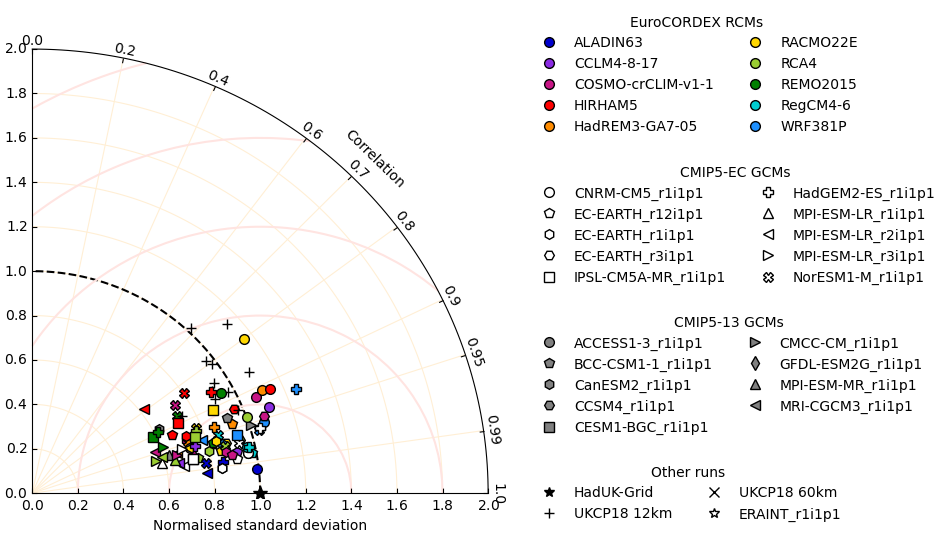 0.0
0.2
0.4
0.6
0.7
0.8
0.9
0.95
0.99
1.0
Correlation
2.0
1.8
1.6
1.4
1.2
1.0
0.8
0.6
0.4
0.2
0.0
0.0 0.2 0.4 0.6 0.8 1.0 1.2 1.4 1.6 1.8 2.0
Normalised standard deviation
EuroCORDEX RCMs
ALADIN63 RACMO22E
CCLM4-8-17 RCA4
COSMO-crCLIM-v1-1 REMO2015
HIRHAM5 RegCM4-6
HadREM3-GA7-05 WRF381P
CMIP5-EC GCMs
CNRM-CM5_r1i1p1 HadGEM2-ES_r1i1p1
EC-EARTH_r12i1p1 MPI-ESM-LR_r1i1p1
EC-EARTH_r1i1p1 MPI-ESM-LR_r2i1p1
EC-EARTH_r3i1p1 MPI-ESM-LR_r3i1p1
IPSL-CM5A-MR_r1i1p1 NorESM1-M_r1i1p1
CMIP5-13 GCMs
ACCESS1-3_r1i1p1 CMCC-CM_r1i1p1
BCC-CSM1-1_r1i1p1 GFDL-ESM2G_r1i1p1
CanESM2_r1i1p1 MPI-ESM-MR_r1i1p1
CCSM4_r1i1p1 MRI-CGCM3_r1i1p1
CESM1-BGC_r1i1p1
Other runs
HadUK-Grid UKCP18 60km
UKCP18 12km ERAINT_r1i1p1